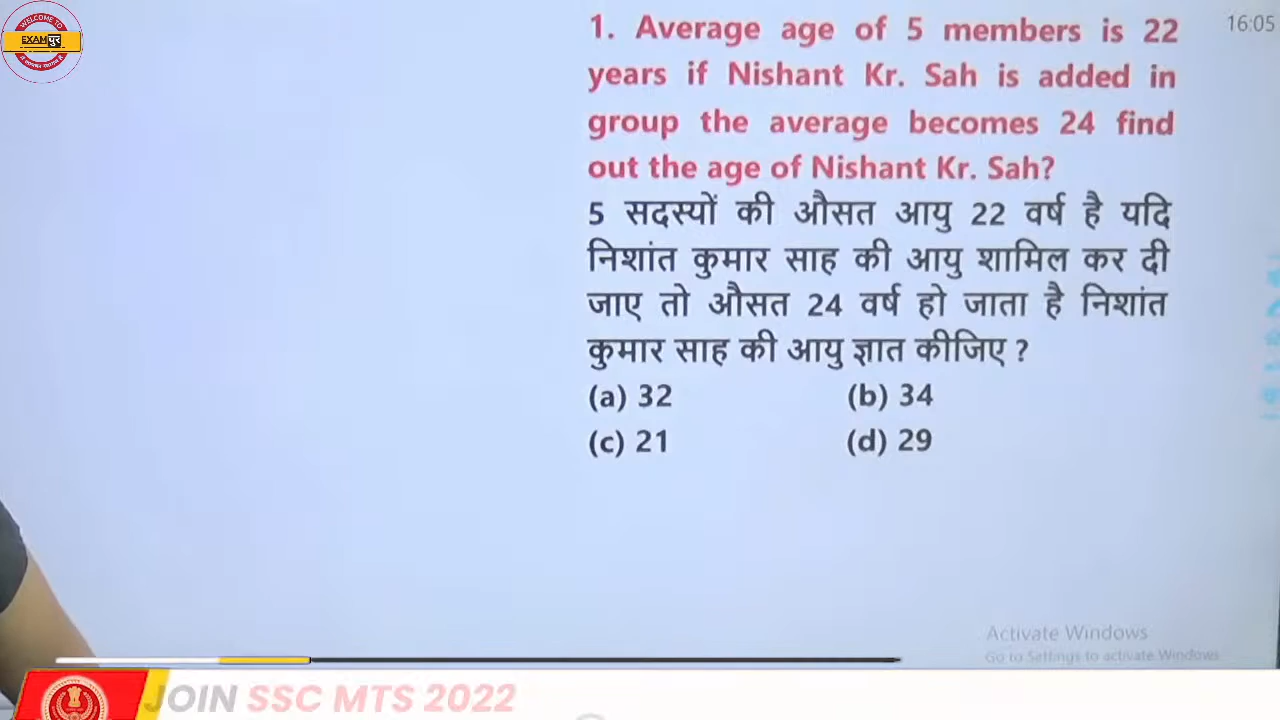 WELCOME TO
EXAM पुर
16:05
1. Average age of 5 members is 22
years if Nishant Kr. Sah is added in
group the average becomes 24 find
out the age of Nishant Kr. Sah?
5 सदस्यों की औसत आयु 22 वर्ष है यदि
निशांत कुमार साह की आयु शामिल कर दी
जाए तो औसत 24 वर्ष हो जाता है निशांत
कुमार साह की आयु ज्ञात कीजिए ?
(a) 32 (b) 34
(c) 21 (d) 29
Activate Windows
Go to Settings to activate Windows.
JOIN SSC MTS 2022